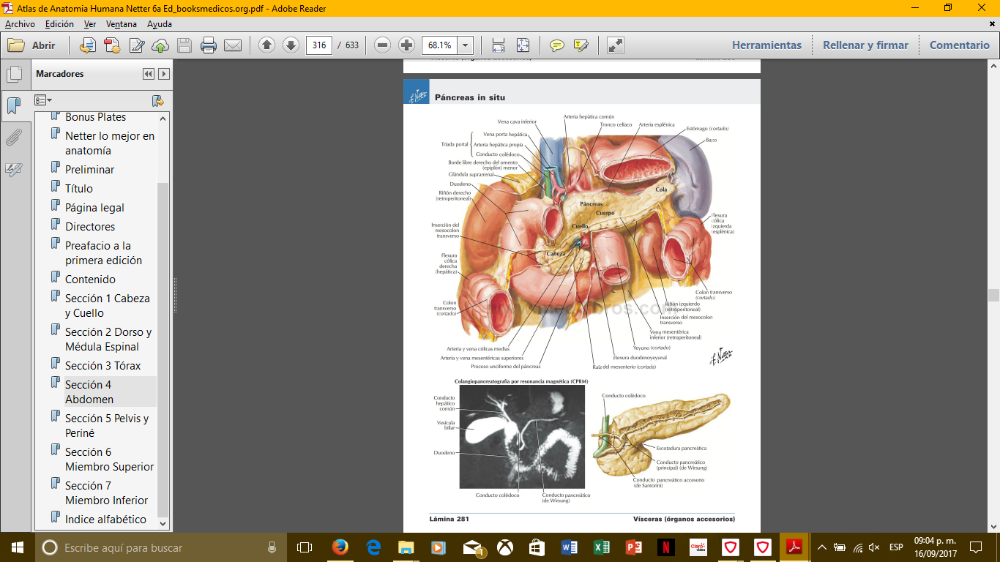 Atlas de Anatomia Humana Netter 6a Ed_booksmedicos.org.pdf - Adobe Reader
Archivo Edición Ver Ventana Ayuda
Abrir 316 / 633 68.1% Herramientas Rellenar y firmar Comentario
Marcadores
Bonus Plates
Netter lo mejor en
anatomía
Preliminar
Título
Página legal
Directores
Prefacio a la
primera edición
Contenido
Sección 1 Cabeza
y Cuello
Sección 2 Dorso y
Médula Espinal
Sección 3 Tórax
Sección 4
Abdomen
Sección 5 Pelvis y
Periné
Sección 6
Miembro Superior
Sección 7
Miembro Inferior
Indice alfabético
Páncreas in situ
Vena cava inferior
Arteria hepática común
Tronco celíaco
Arteria esplénica
Estómago (cortado)
Bazo
Tríada portal
Vena porta hepática
Arteria hepática propia
Conducto colédoco
Borde libre derecho del omento
(epiplón) menor
Glándula suprarrenal
Duodeno
Riñón derecho
(retroperitoneal)
Inserción del
mesocolon
transverso
Flexura
cólica
derecha
(hepática)
Colon
transverso
(cortado)
Cola
Páncreas
Cuerpo
Cuello
Cabeza
Flexura
cólica
izquierda
(esplénica)
Colon transverso
(cortado)
Riñón izquierdo
(retroperitoneal)
Inserción del mesocolon
transverso
Vena mesentérica
inferior (retroperitoneal)
Yeyuno (cortado)
Flexura duodenoyeyunal
Raíz del mesenterio (cortada)
Arteria y vena cólicas medias
Arteria y vena mesentéricas superiores
Proceso unciforme del páncreas
Colangiopancreatografía por resonancia magnética (CPRM)
Conducto
hepático
común
Vesícula
biliar
Duodeno
Conducto colédoco
Conducto pancreático
(de Wirsung)
Conducto colédoco
Escotadura pancreática
Conducto pancreático
(principal) (de Wirsung)
Conducto pancreático accesorio
(de Santorini)
Lámina 281 Vísceras (órganos accesorios)
Escribe aquí para buscar
ESP
09:04 p. m.
16/09/2017